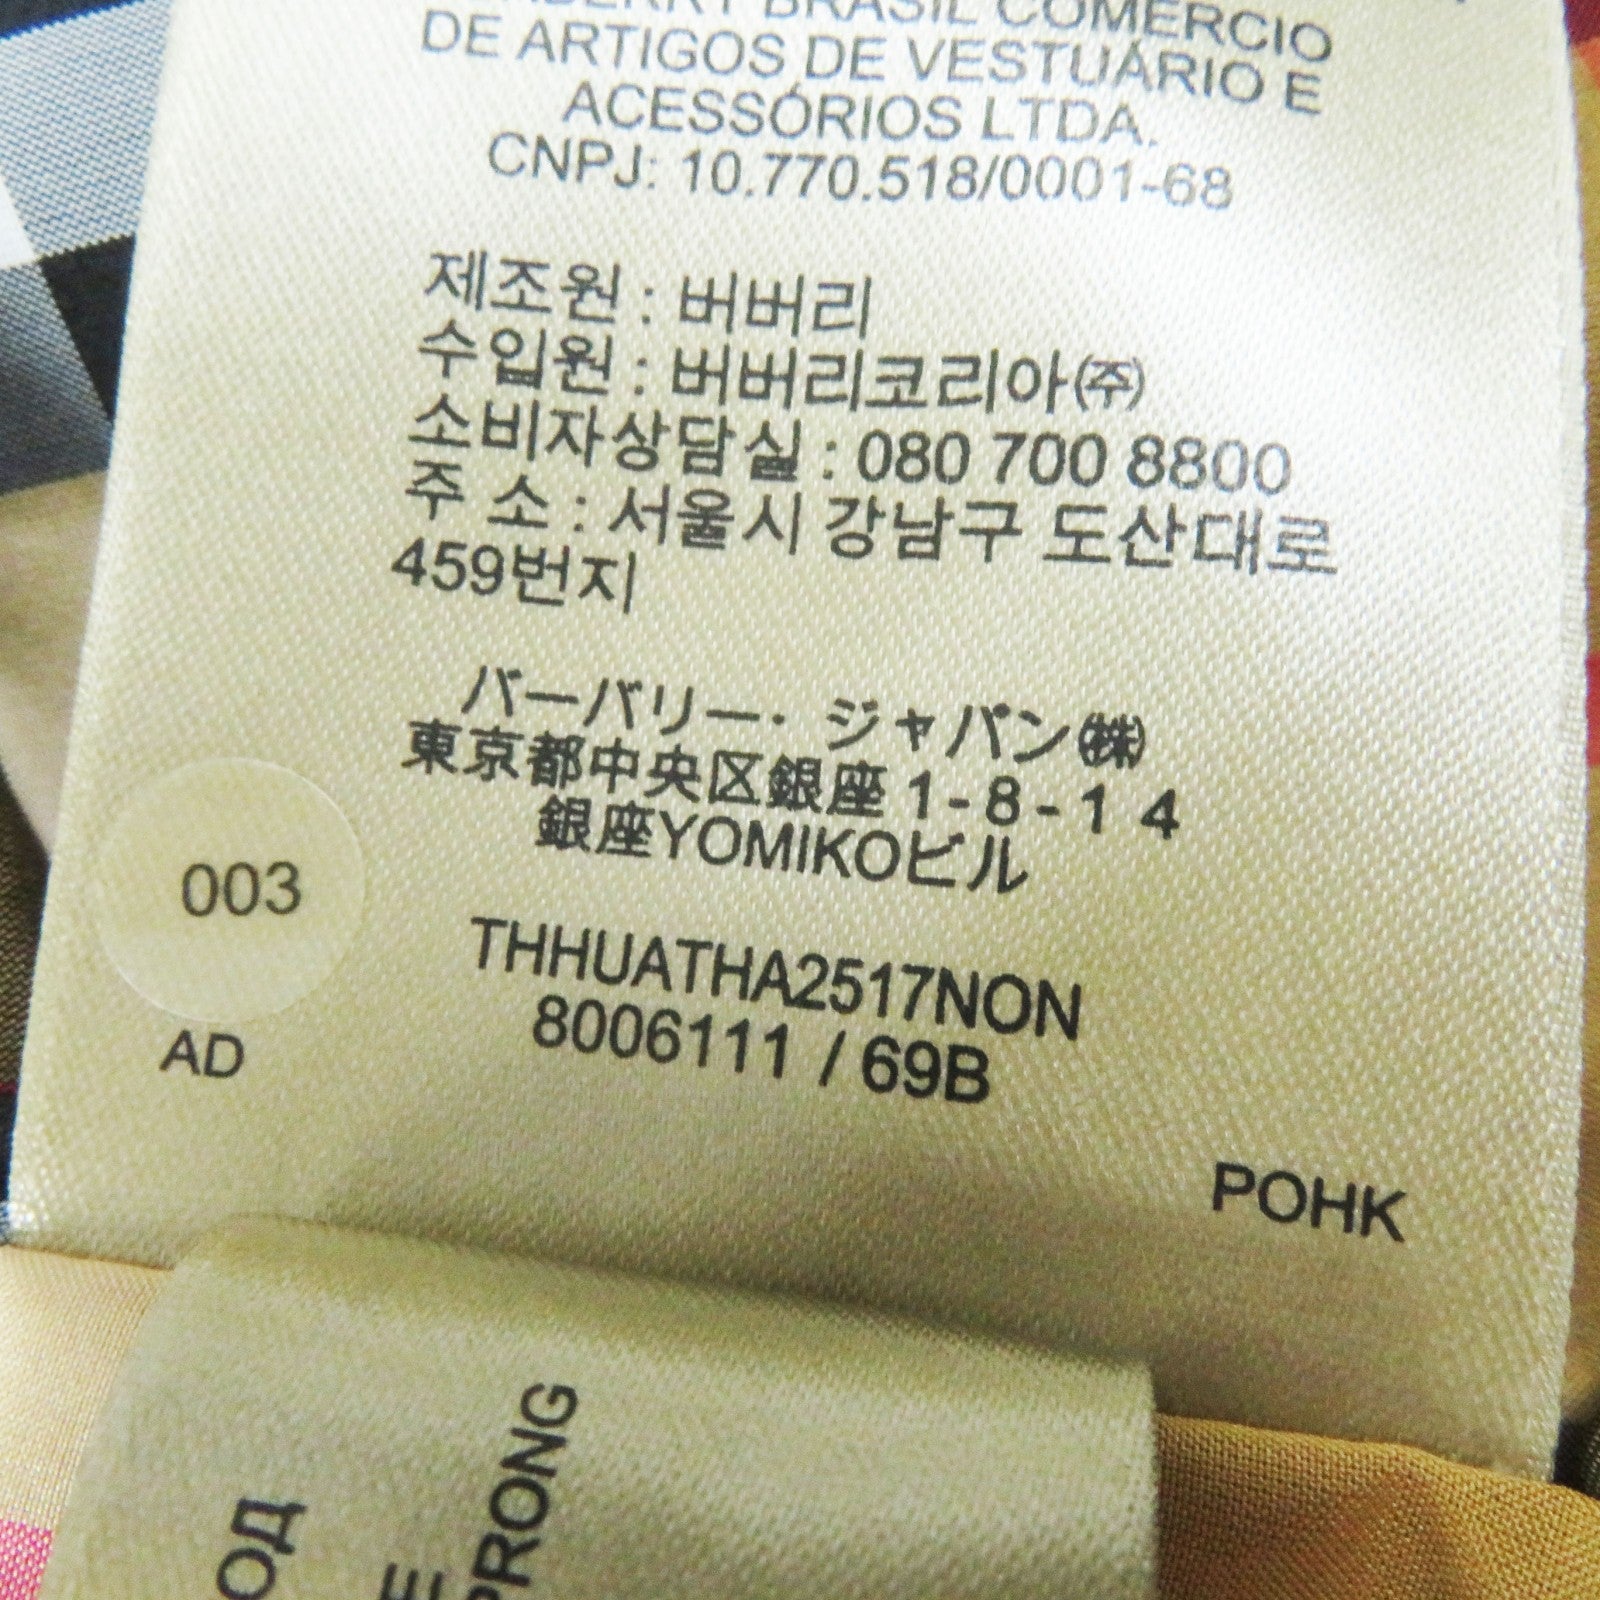 BRASIL COMÉRCIO
DE ARTIGOS DE VESTUÁRIO E
ACESSÓRIOS LTDA.
CNPJ: 10.770.518/0001-68
제조원 : 버버리
수입원 : 버버리코리아㈜
소비자상담실 : 080 700 8800
주 소 : 서울시 강남구 도산대로
459번지
バーバリー・ジャパン㈱
東京都中央区銀座 1 - 8 - 1 4
銀座YOMIKOビル
003
AD
THHUATHA2517NON
8006111 / 69B
POHK
PRONG